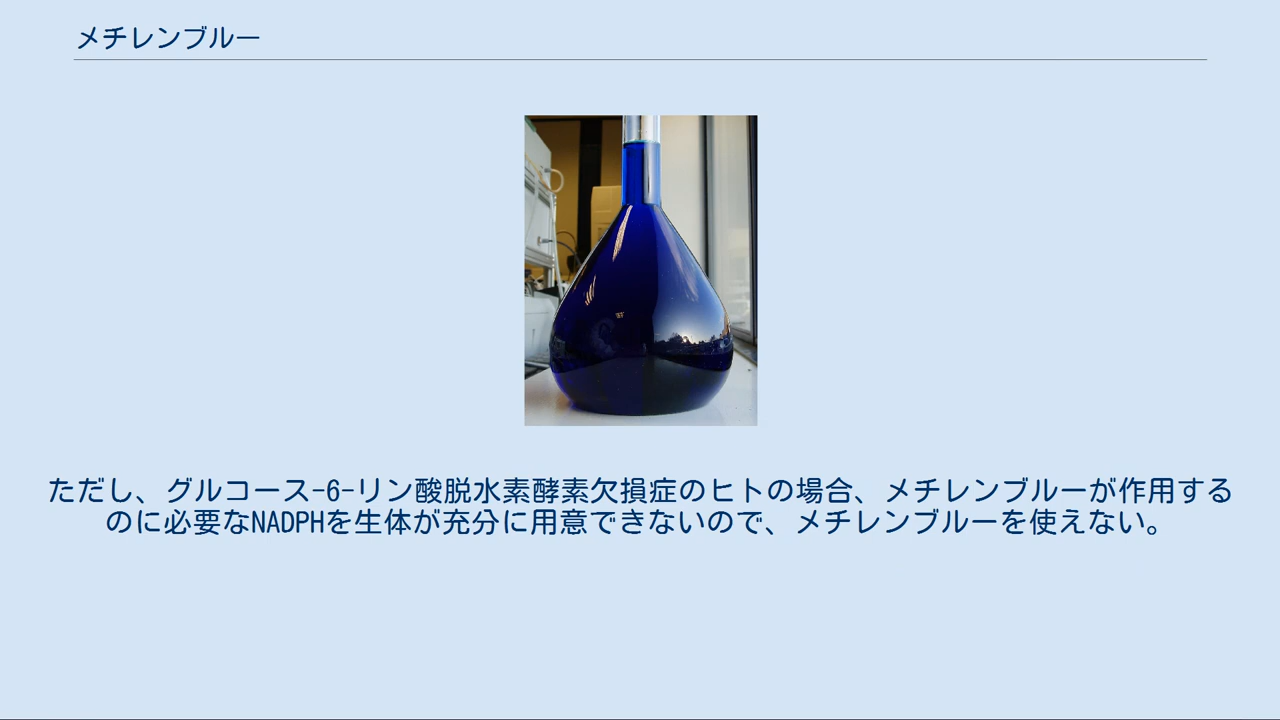 メチレンブルー
ただし、グルコース-6-リン酸脱水素酵素欠損症のヒトの場合、メチレンブルーが作用する
のに必要なNADPHを生体が充分に用意できないので、メチレンブルーを使えない。